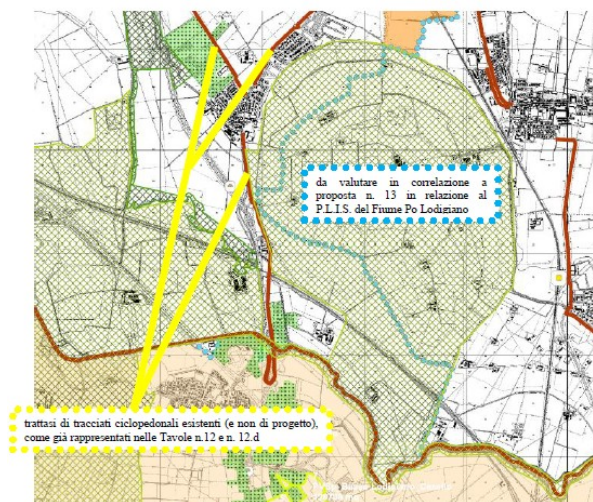 da valutare in correlazione a
proposta n. 13 in relazione al
P.L.I.S. del Fiume Po Lodigiano
trattasi di tracciati ciclopedonali esistenti (e non di progetto),
come già rappresentati nelle Tavole n.12 e n. 12.d